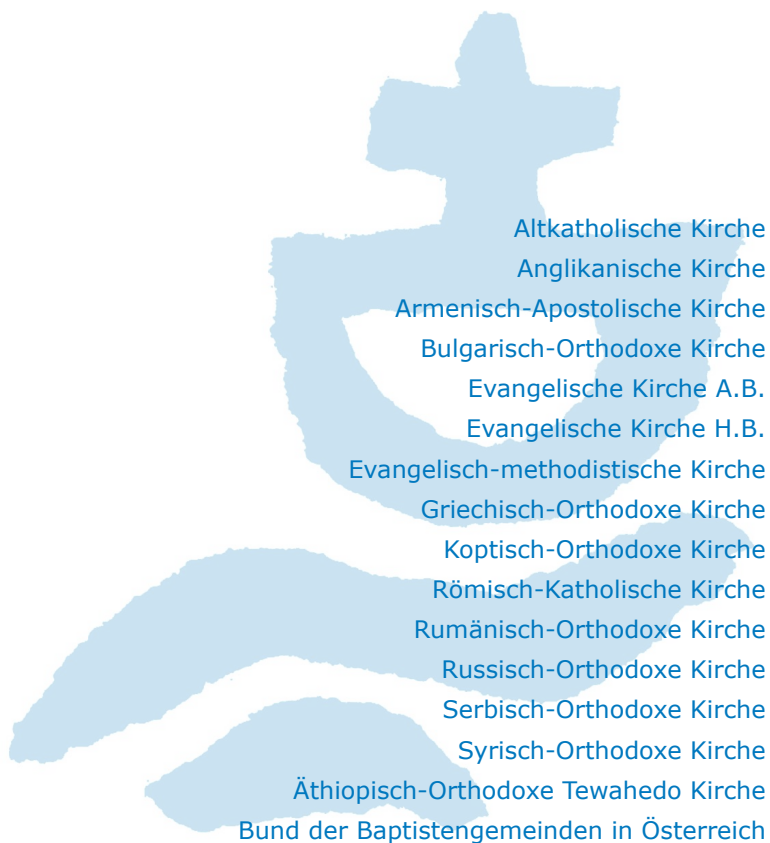 Altkatholische Kirche
Anglikanische Kirche
Armenisch-Apostolische Kirche
Bulgarisch-Orthodoxe Kirche
Evangelische Kirche A.B.
Evangelische Kirche H.B.
Evangelisch-methodistische Kirche
Griechisch-Orthodoxe Kirche
Koptisch-Orthodoxe Kirche
Römisch-Katholische Kirche
Rumänisch-Orthodoxe Kirche
Russisch-Orthodoxe Kirche
Serbisch-Orthodoxe Kirche
Syrisch-Orthodoxe Kirche
Äthiopisch-Orthodoxe Tewahedo Kirche
Bund der Baptistengemeinden in Österreich